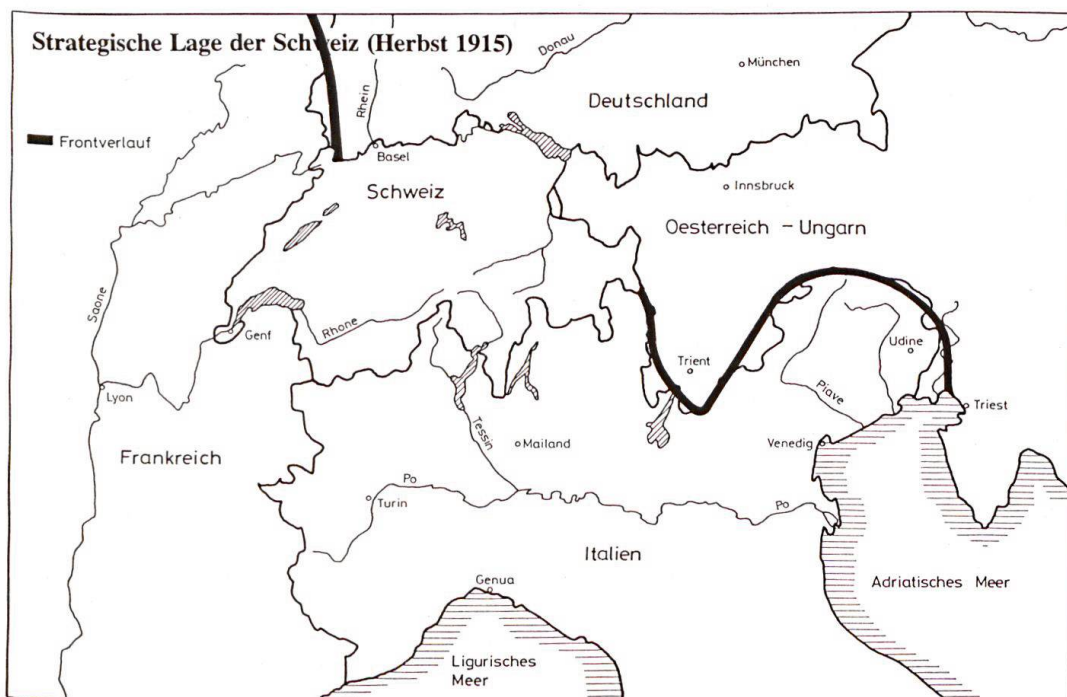 Strategische Lage der Schweiz (Herbst 1915)
Frontverlauf
Donau
München
Deutschland
Rhein
Basel
Schweiz
Innsbruck
Oesterreich - Ungarn
Saone
Genf
Rhone
Lyon
Trient
Udine
Piave
Triest
Tessin
Mailand
Venedig
Frankreich
Po
Turin
Po
Italien
Genua
Adriatisches Meer
Ligurisches
Meer